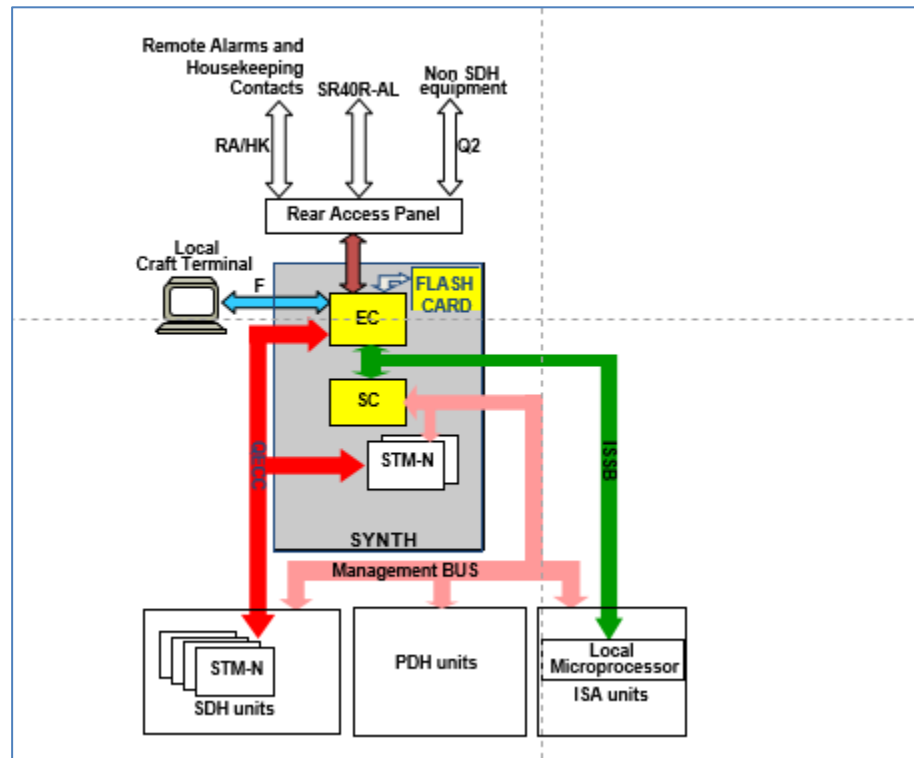 Remote Alarms and
Housekeeping
Contacts
SR40R-AL
Non SDH
equipment
RA/HK
Q2
Rear Access Panel
Local
Craft Terminal
F
FLASH
CARD
EC
SC
STM-N
QECC
ISSB
SYNTH
Management BUS
STM-N
SDH units
PDH units
Local
Microprocessor
ISA units